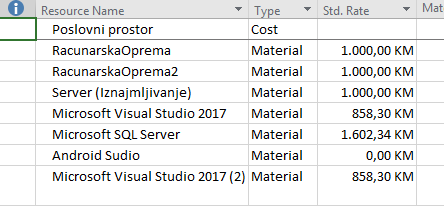 Resource Name Type Std. Rate Mat
Poslovni prostor Cost
RacunarskaOprema Material 1.000,00 KM
RacunarskaOprema2 Material 1.000,00 KM
Server (Iznajmljivanje) Material 1.000,00 KM
Microsoft Visual Studio 2017 Material 858,30 KM
Microsoft SQL Server Material 1.602,34 KM
Android Sudio Material 0,00 KM
Microsoft Visual Studio 2017 (2) Material 858,30 KM